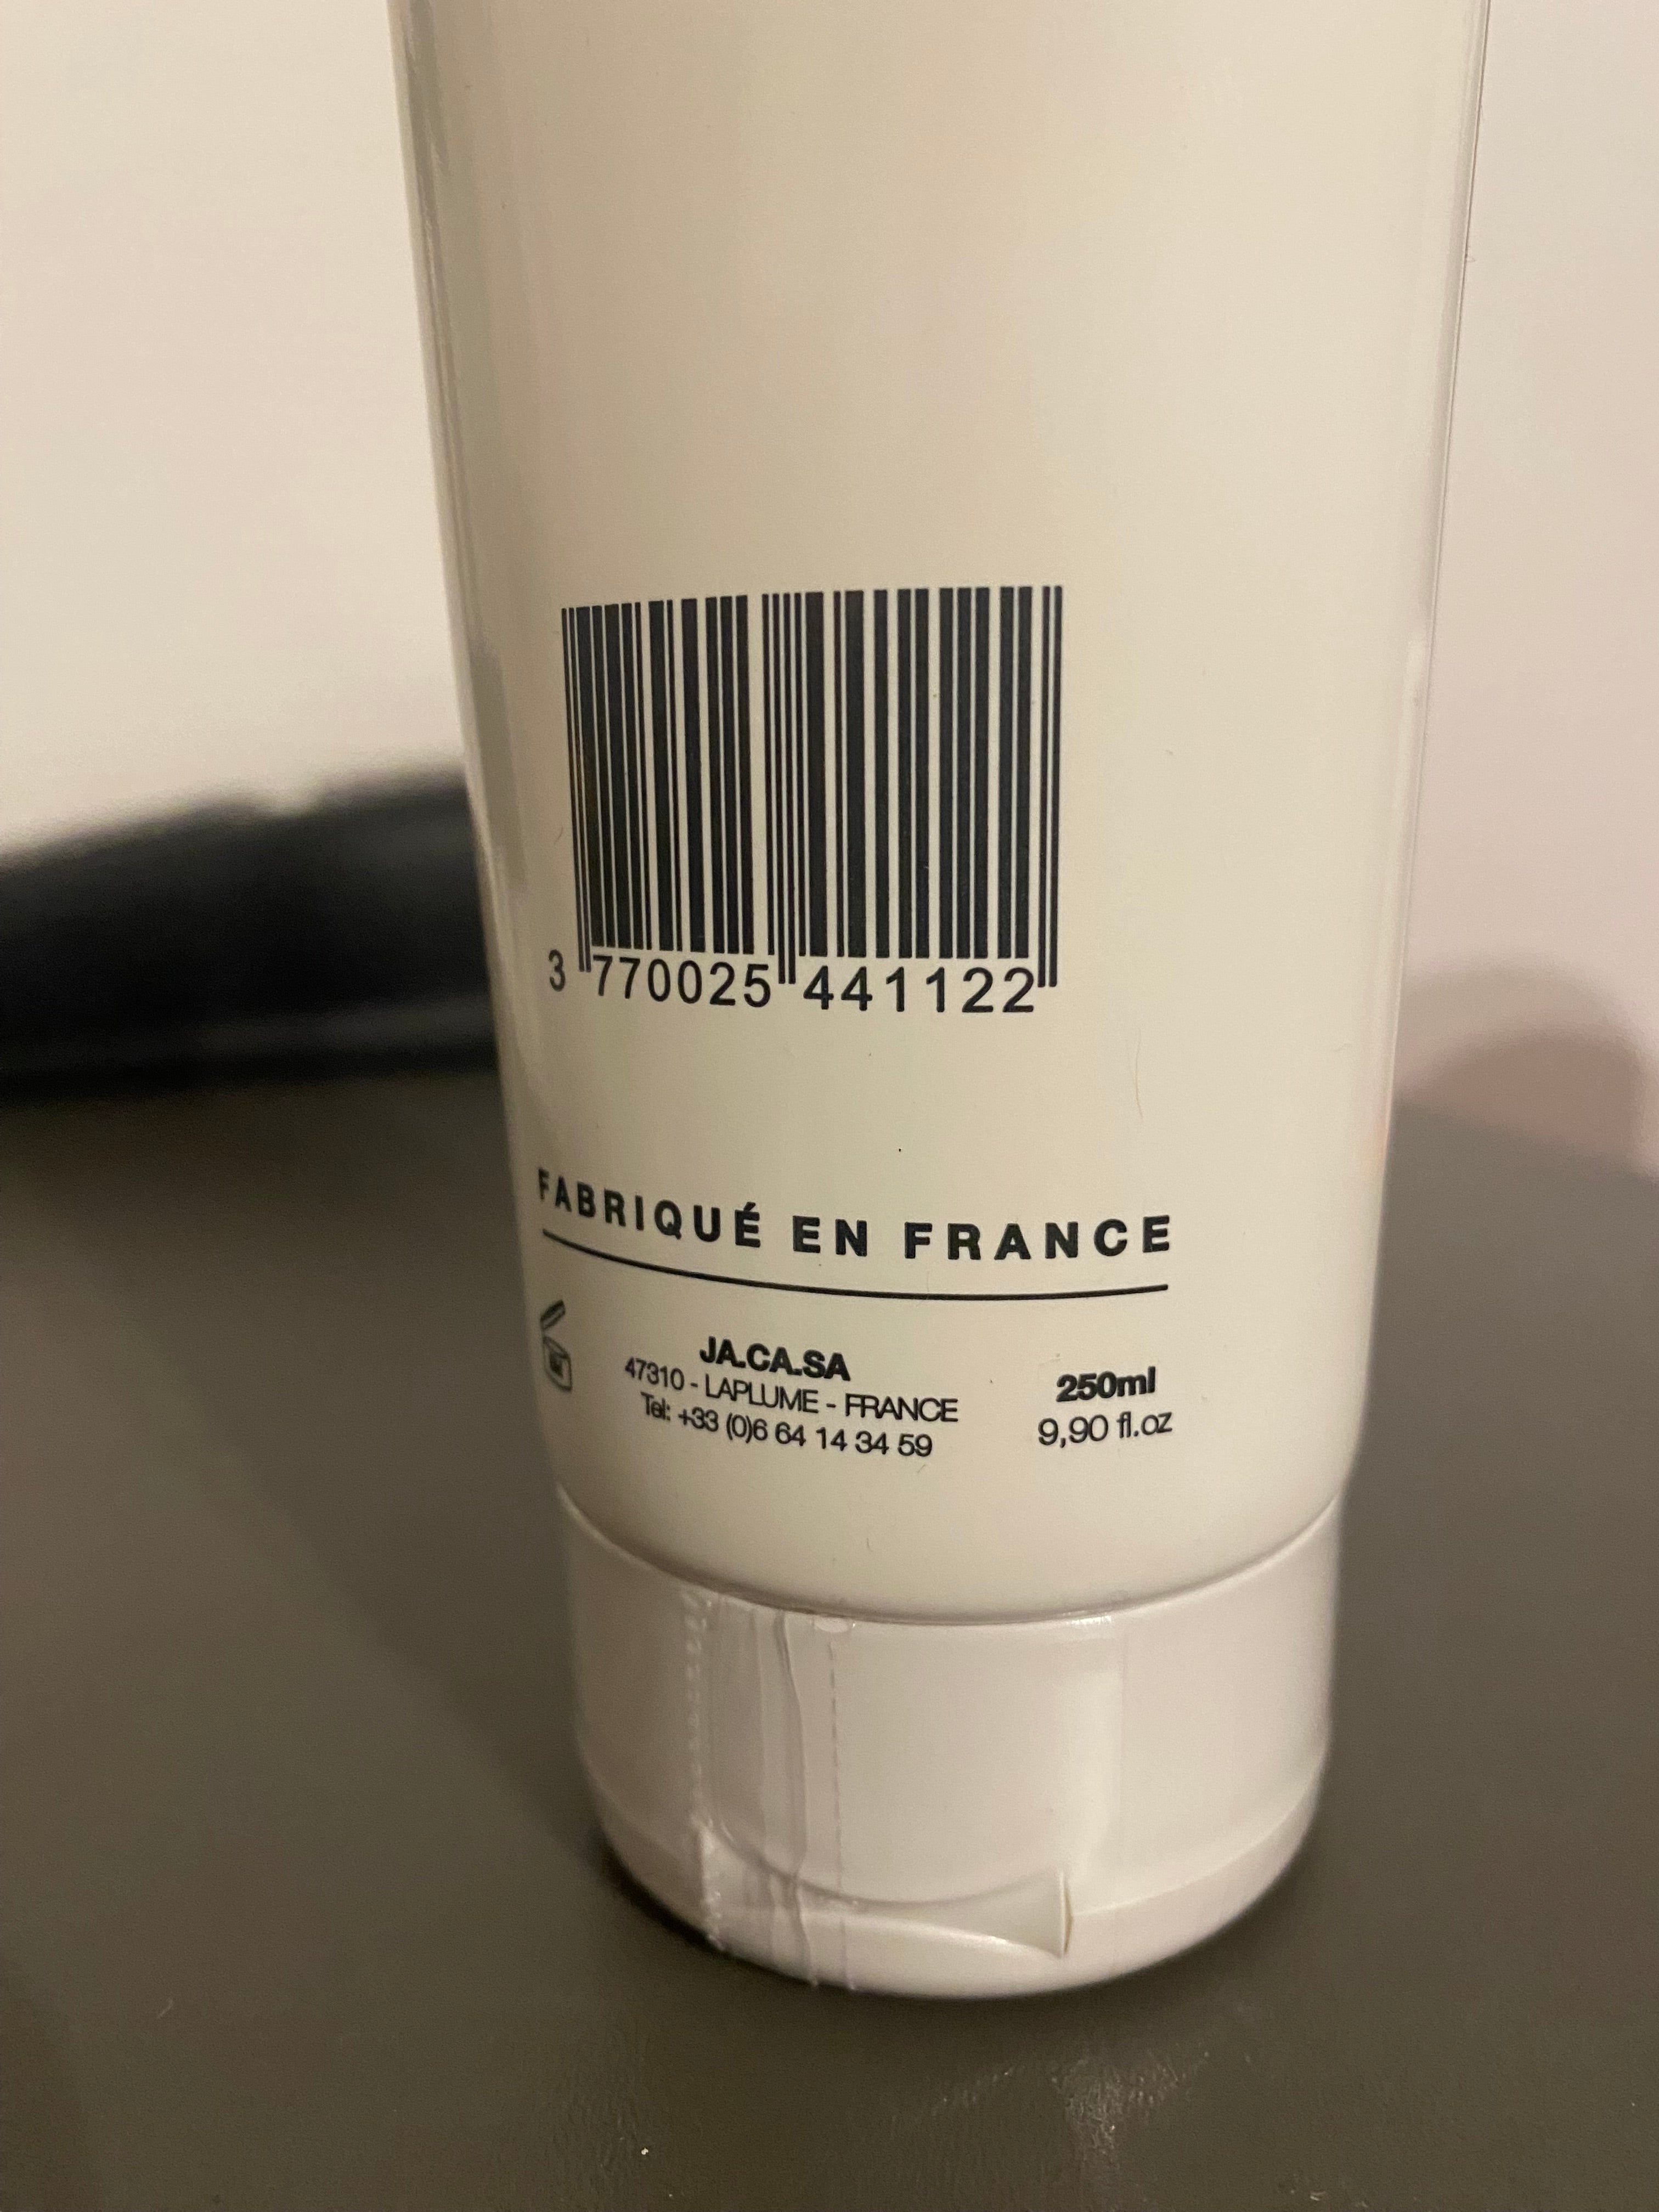 3 770025 441122
FABRIQUÉ EN FRANCE
JA.CA.SA
47310 - LAPLUME - FRANCE
Tel: +33 (0)6 64 14 34 59
250ml
9,90 fl.oz